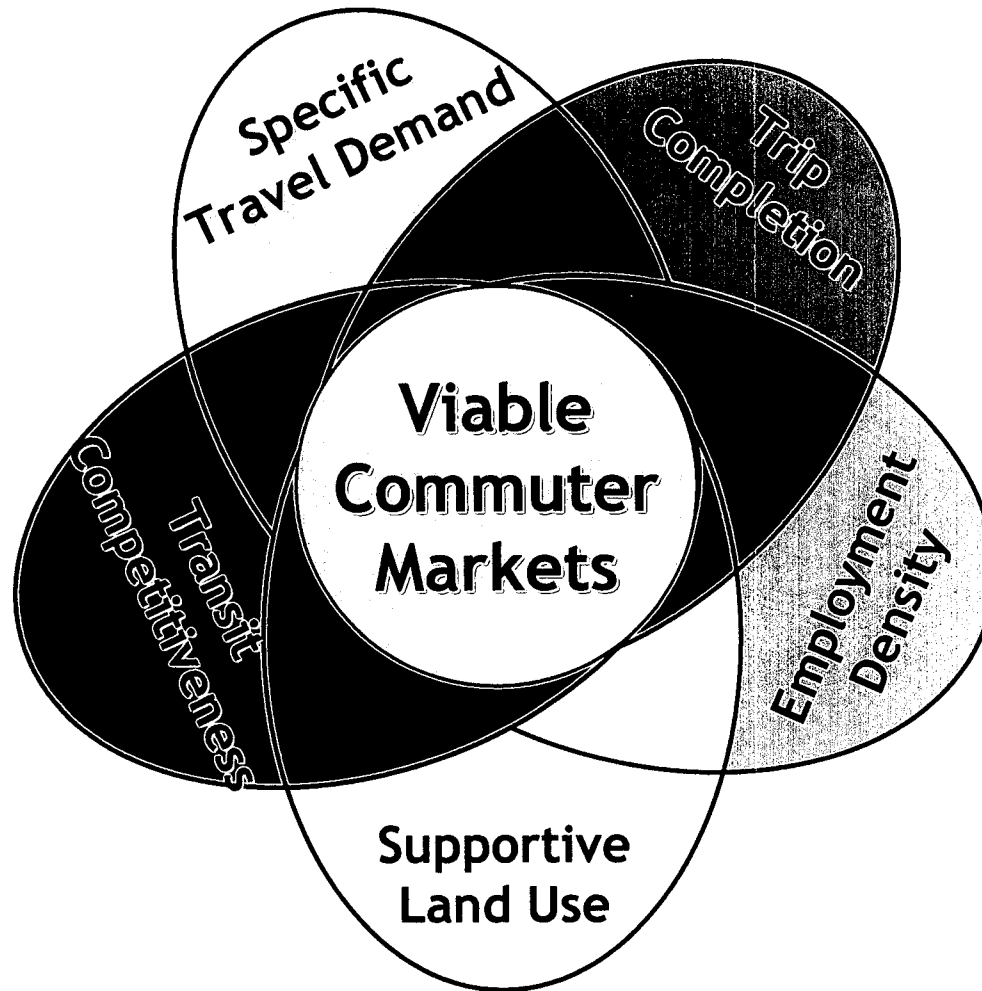 Specific
Travel Demand
Trip
Completion
Viable
Commuter
Markets
Transit
Competitiveness
Employment
Density
Supportive
Land Use